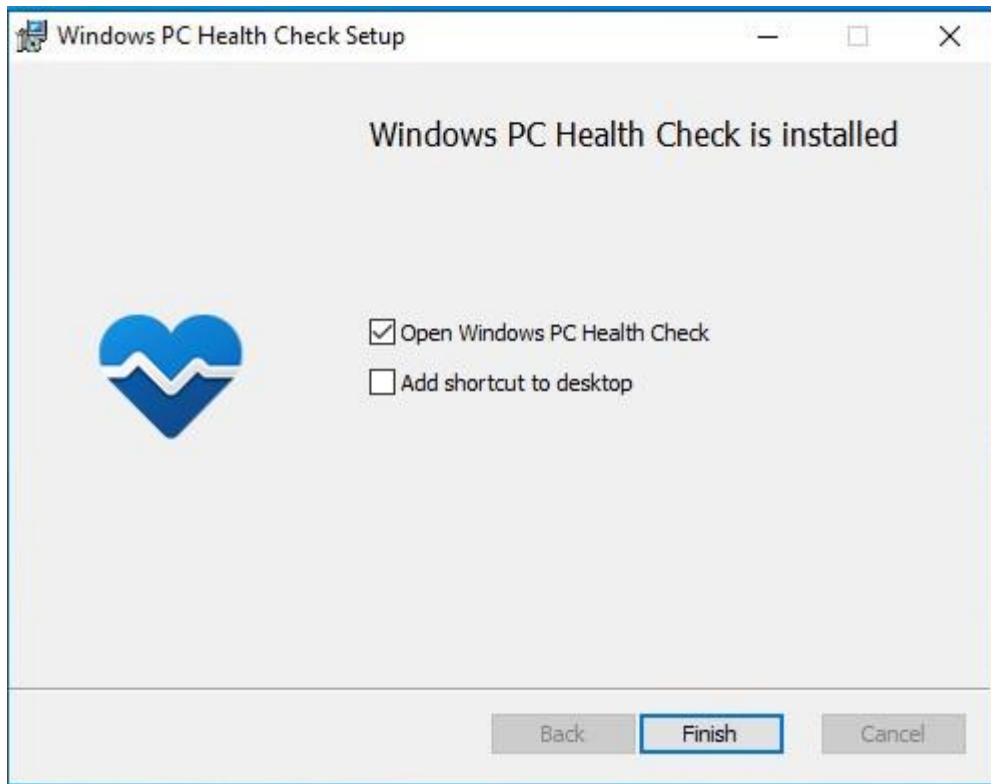 Windows PC Health Check Setup
Windows PC Health Check is installed
Open Windows PC Health Check
Add shortcut to desktop
Back Finish Cancel